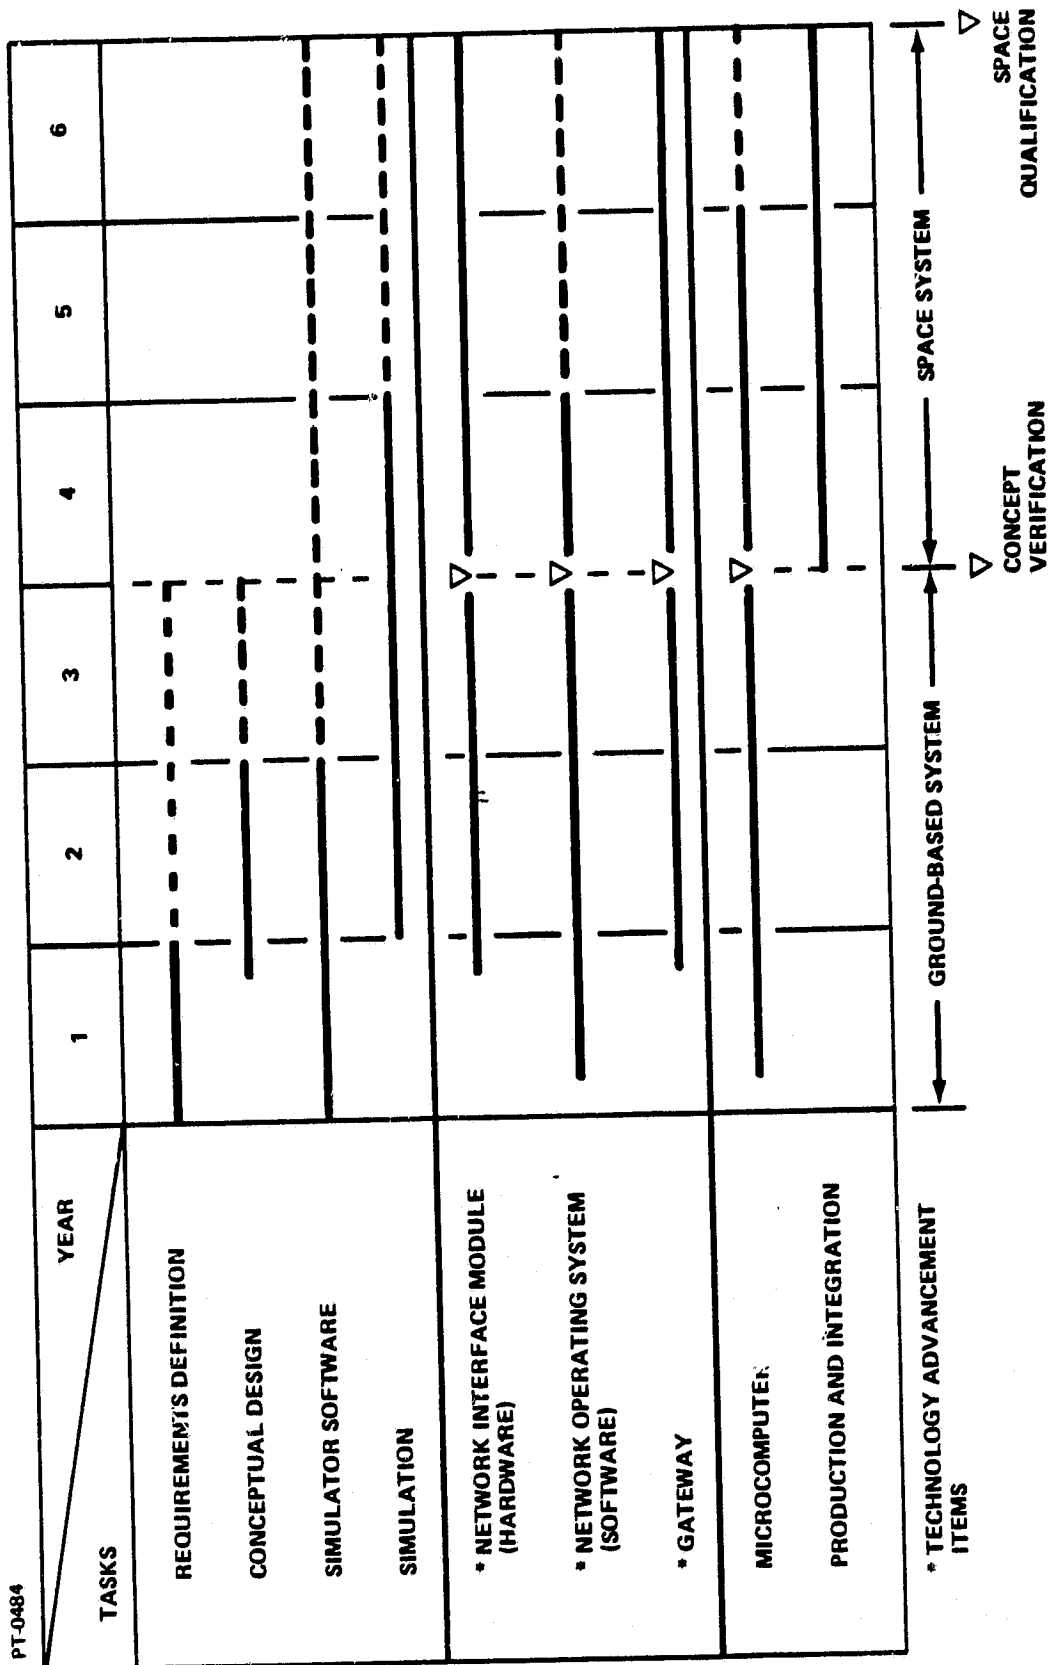 PT-0484
TASKS
YEAR
1
2
3
4
5
6
REQUIREMENTS DEFINITION
CONCEPTUAL DESIGN
SIMULATOR SOFTWARE
SIMULATION
* NETWORK INTERFACE MODULE
(HARDWARE)
* NETWORK OPERATING SYSTEM
(SOFTWARE)
* GATEWAY
MICROCOMPUTER
PRODUCTION AND INTEGRATION
* TECHNOLOGY ADVANCEMENT
ITEMS
GROUND-BASED SYSTEM
SPACE SYSTEM
CONCEPT
VERIFICATION
SPACE
QUALIFICATION